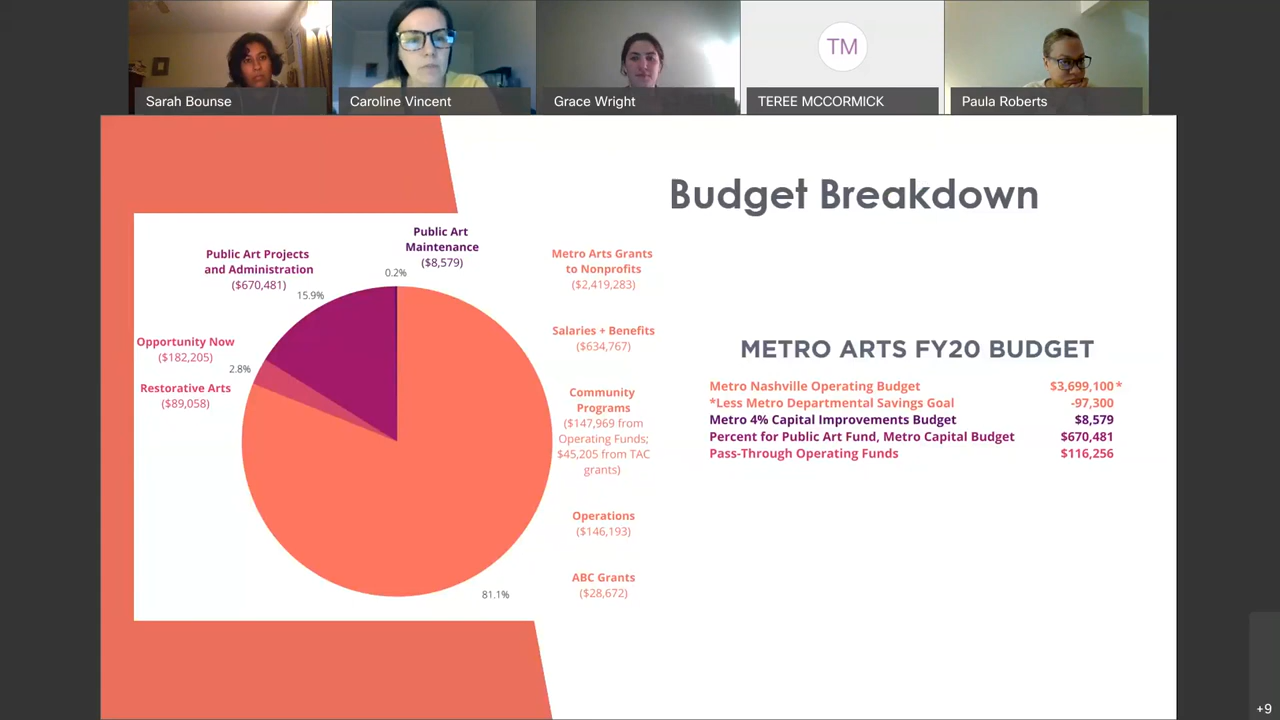 Sarah Bounse
Caroline Vincent
Grace Wright
TM
TEREE MCCORMICK
Paula Roberts
Budget Breakdown
Public Art
Maintenance
($8,579)
0.2%
Public Art Projects
and Administration
($670,481)
15.9%
Opportunity Now
($182,205)
2.8%
Restorative Arts
($89,058)
81.1%
Metro Arts Grants
to Nonprofits
($2,419,283)
Salaries + Benefits
($634,767)
Community
Programs
($147,969 from
Operating Funds;
$45,205 from TAC
grants)
Operations
($146,193)
ABC Grants
($28,672)
METRO ARTS FY20 BUDGET
Metro Nashville Operating Budget $3,699,100*
*Less Metro Departmental Savings Goal -97,300
Metro 4% Capital Improvements Budget $8,579
Percent for Public Art Fund, Metro Capital Budget $670,481
Pass-Through Operating Funds $116,256
+9